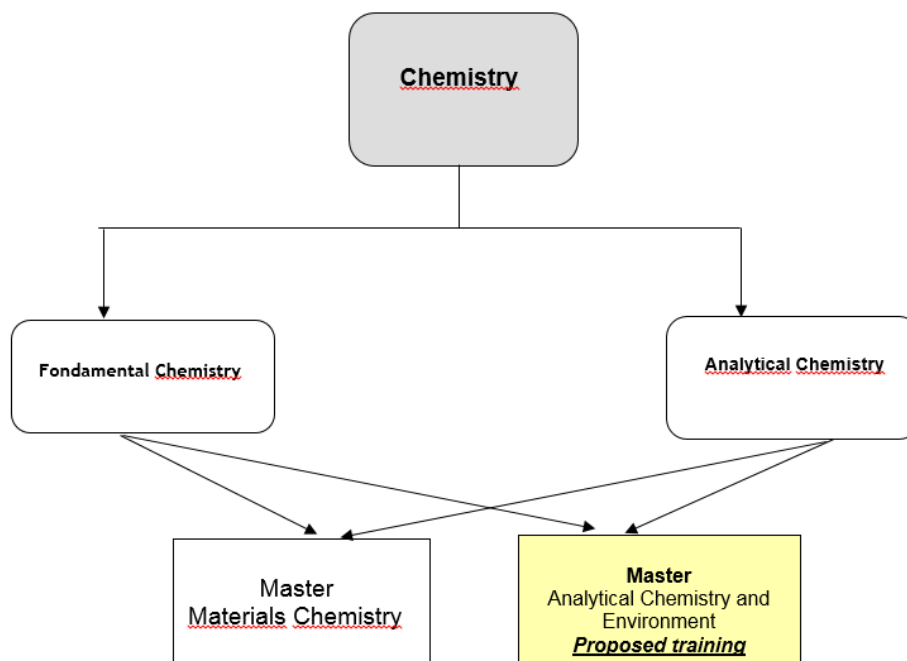 Chemistry
Fondamental Chemistry
Analytical Chemistry
Master
Materials Chemistry
Master
Analytical Chemistry and
Environment
Proposed training